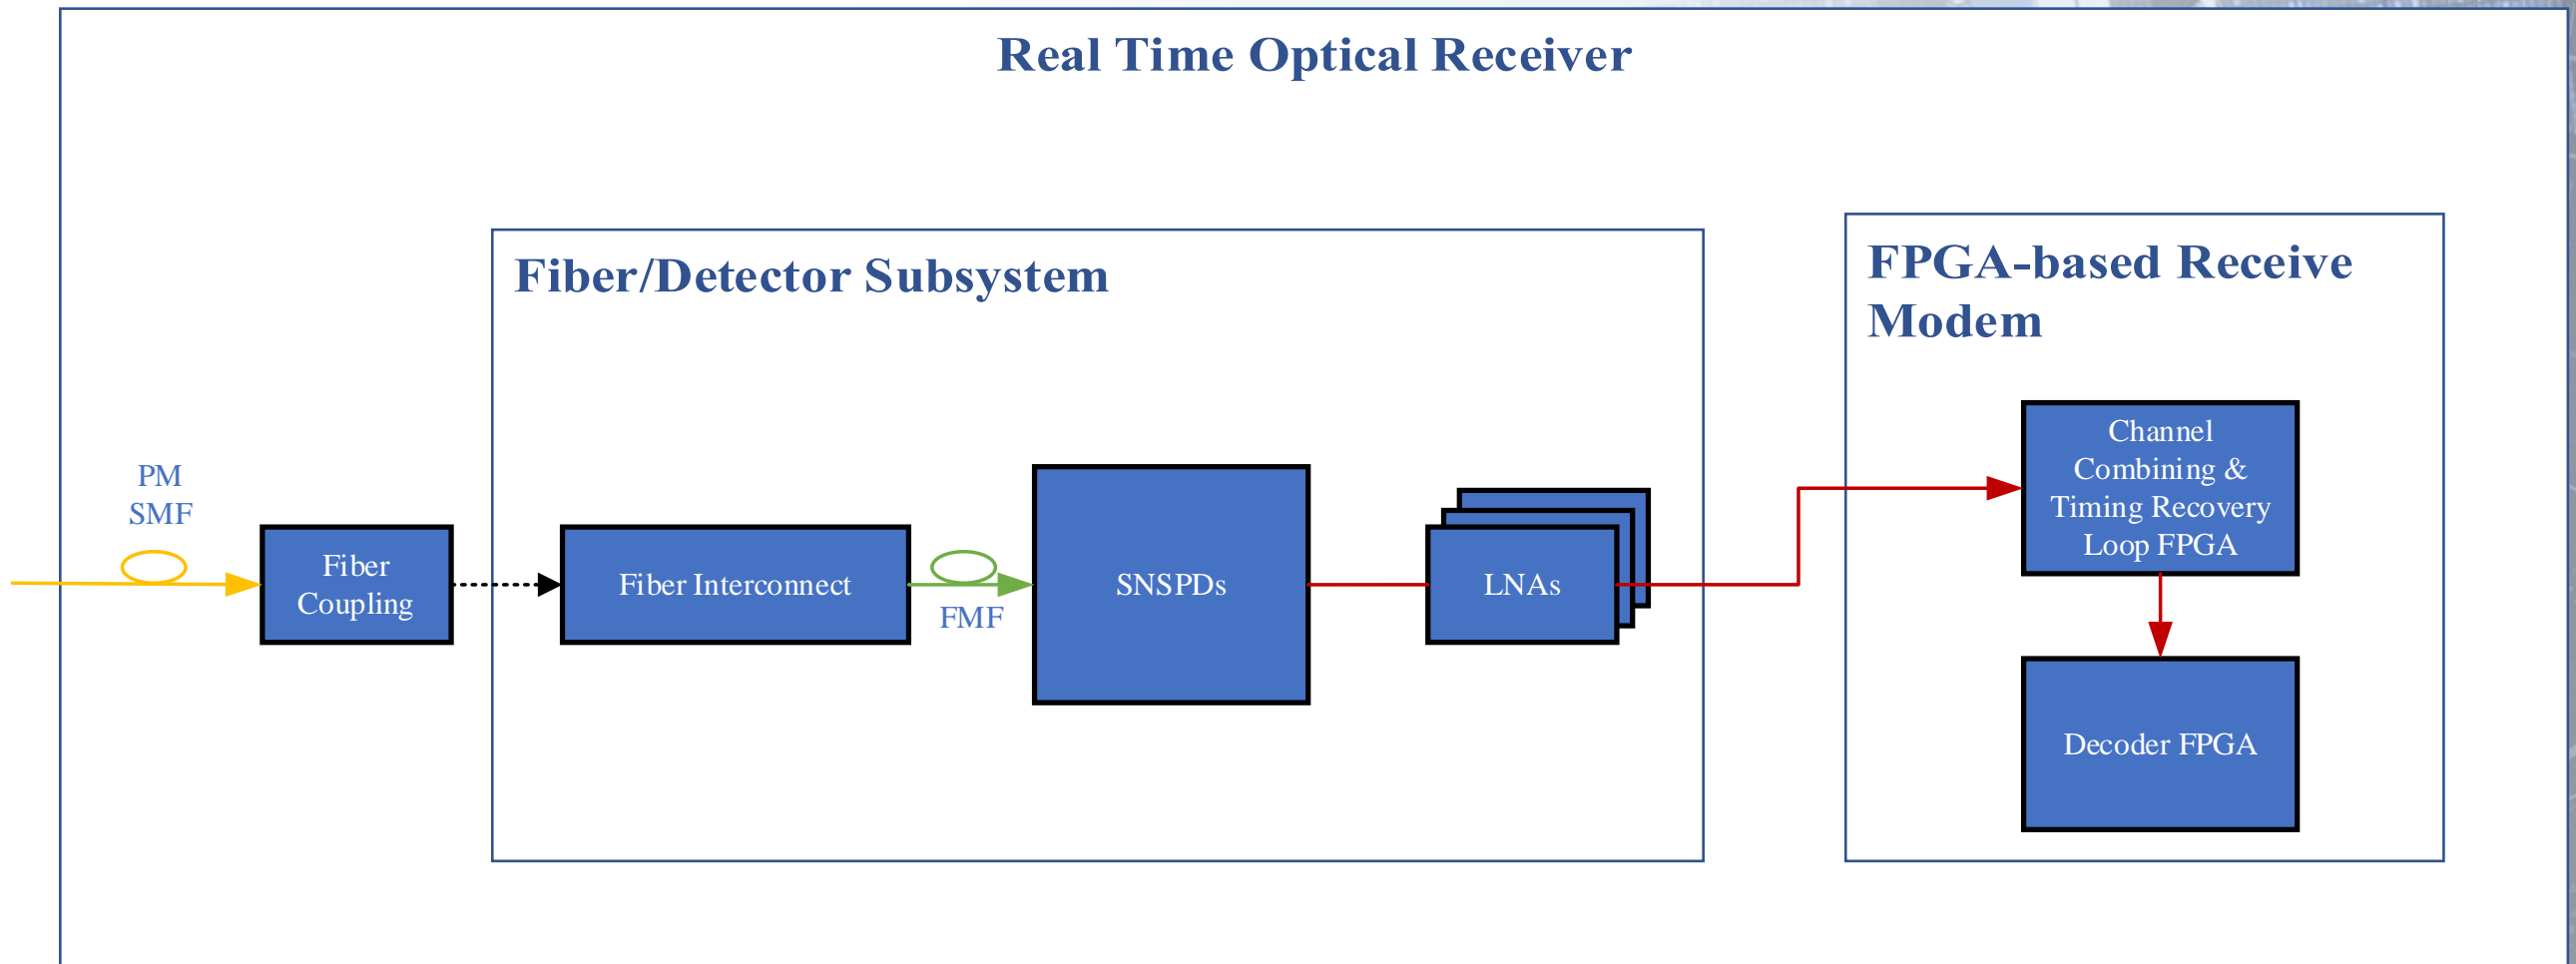 Real Time Optical Receiver
Fiber/Detector Subsystem
FPGA-based Receive
Modem
PM
SMF
Fiber
Coupling
Fiber Interconnect
FMF
SNSPDs
LNAs
Channel
Combining &
Timing Recovery
Loop FPGA
Decoder FPGA